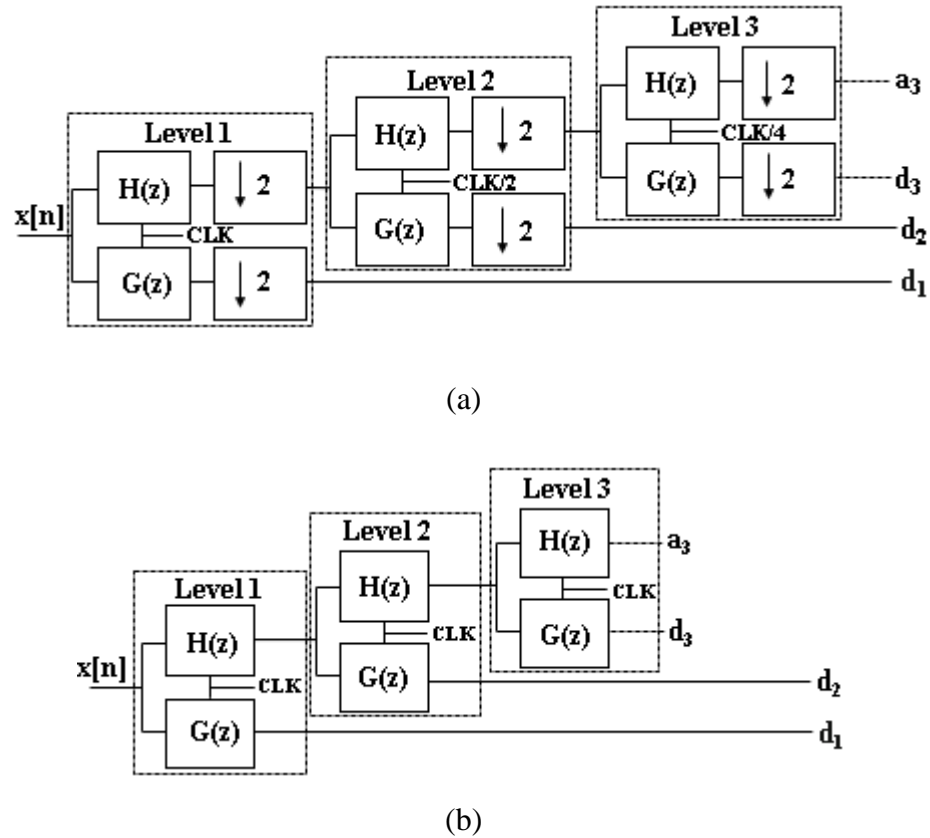 Level 3
H(z) ↓ 2 a3
CLK/4
G(z) ↓ 2 d3
Level 2
H(z) ↓ 2
CLK/2
G(z) ↓ 2 d2
Level 1
H(z) ↓ 2
x[n] CLK
G(z) ↓ 2 d1
(a)
Level 3
H(z) a3
CLK
G(z) d3
Level 2
H(z)
CLK
G(z) d2
Level 1
H(z)
x[n] CLK
G(z) d1
(b)